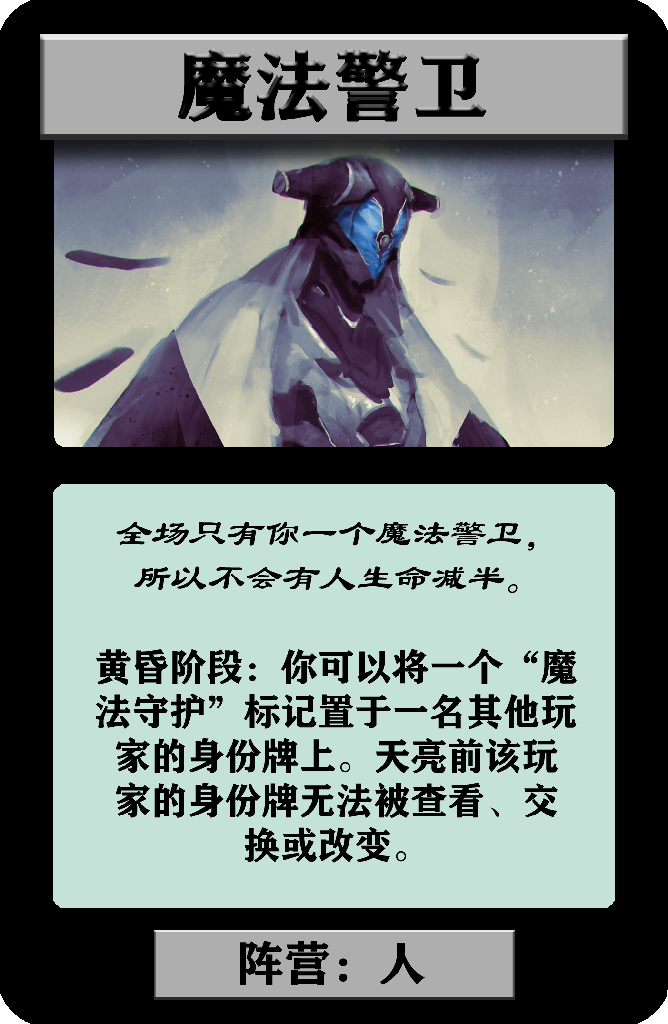 魔法警卫
全场只有你一个魔法警卫，
所以不会有人生命减半。
黄昏阶段：你可以将一个“魔
法守护”标记置于一名其他玩
家的身份牌上。天亮前该玩
家的身份牌无法被查看、交
换或改变。
阵营：人